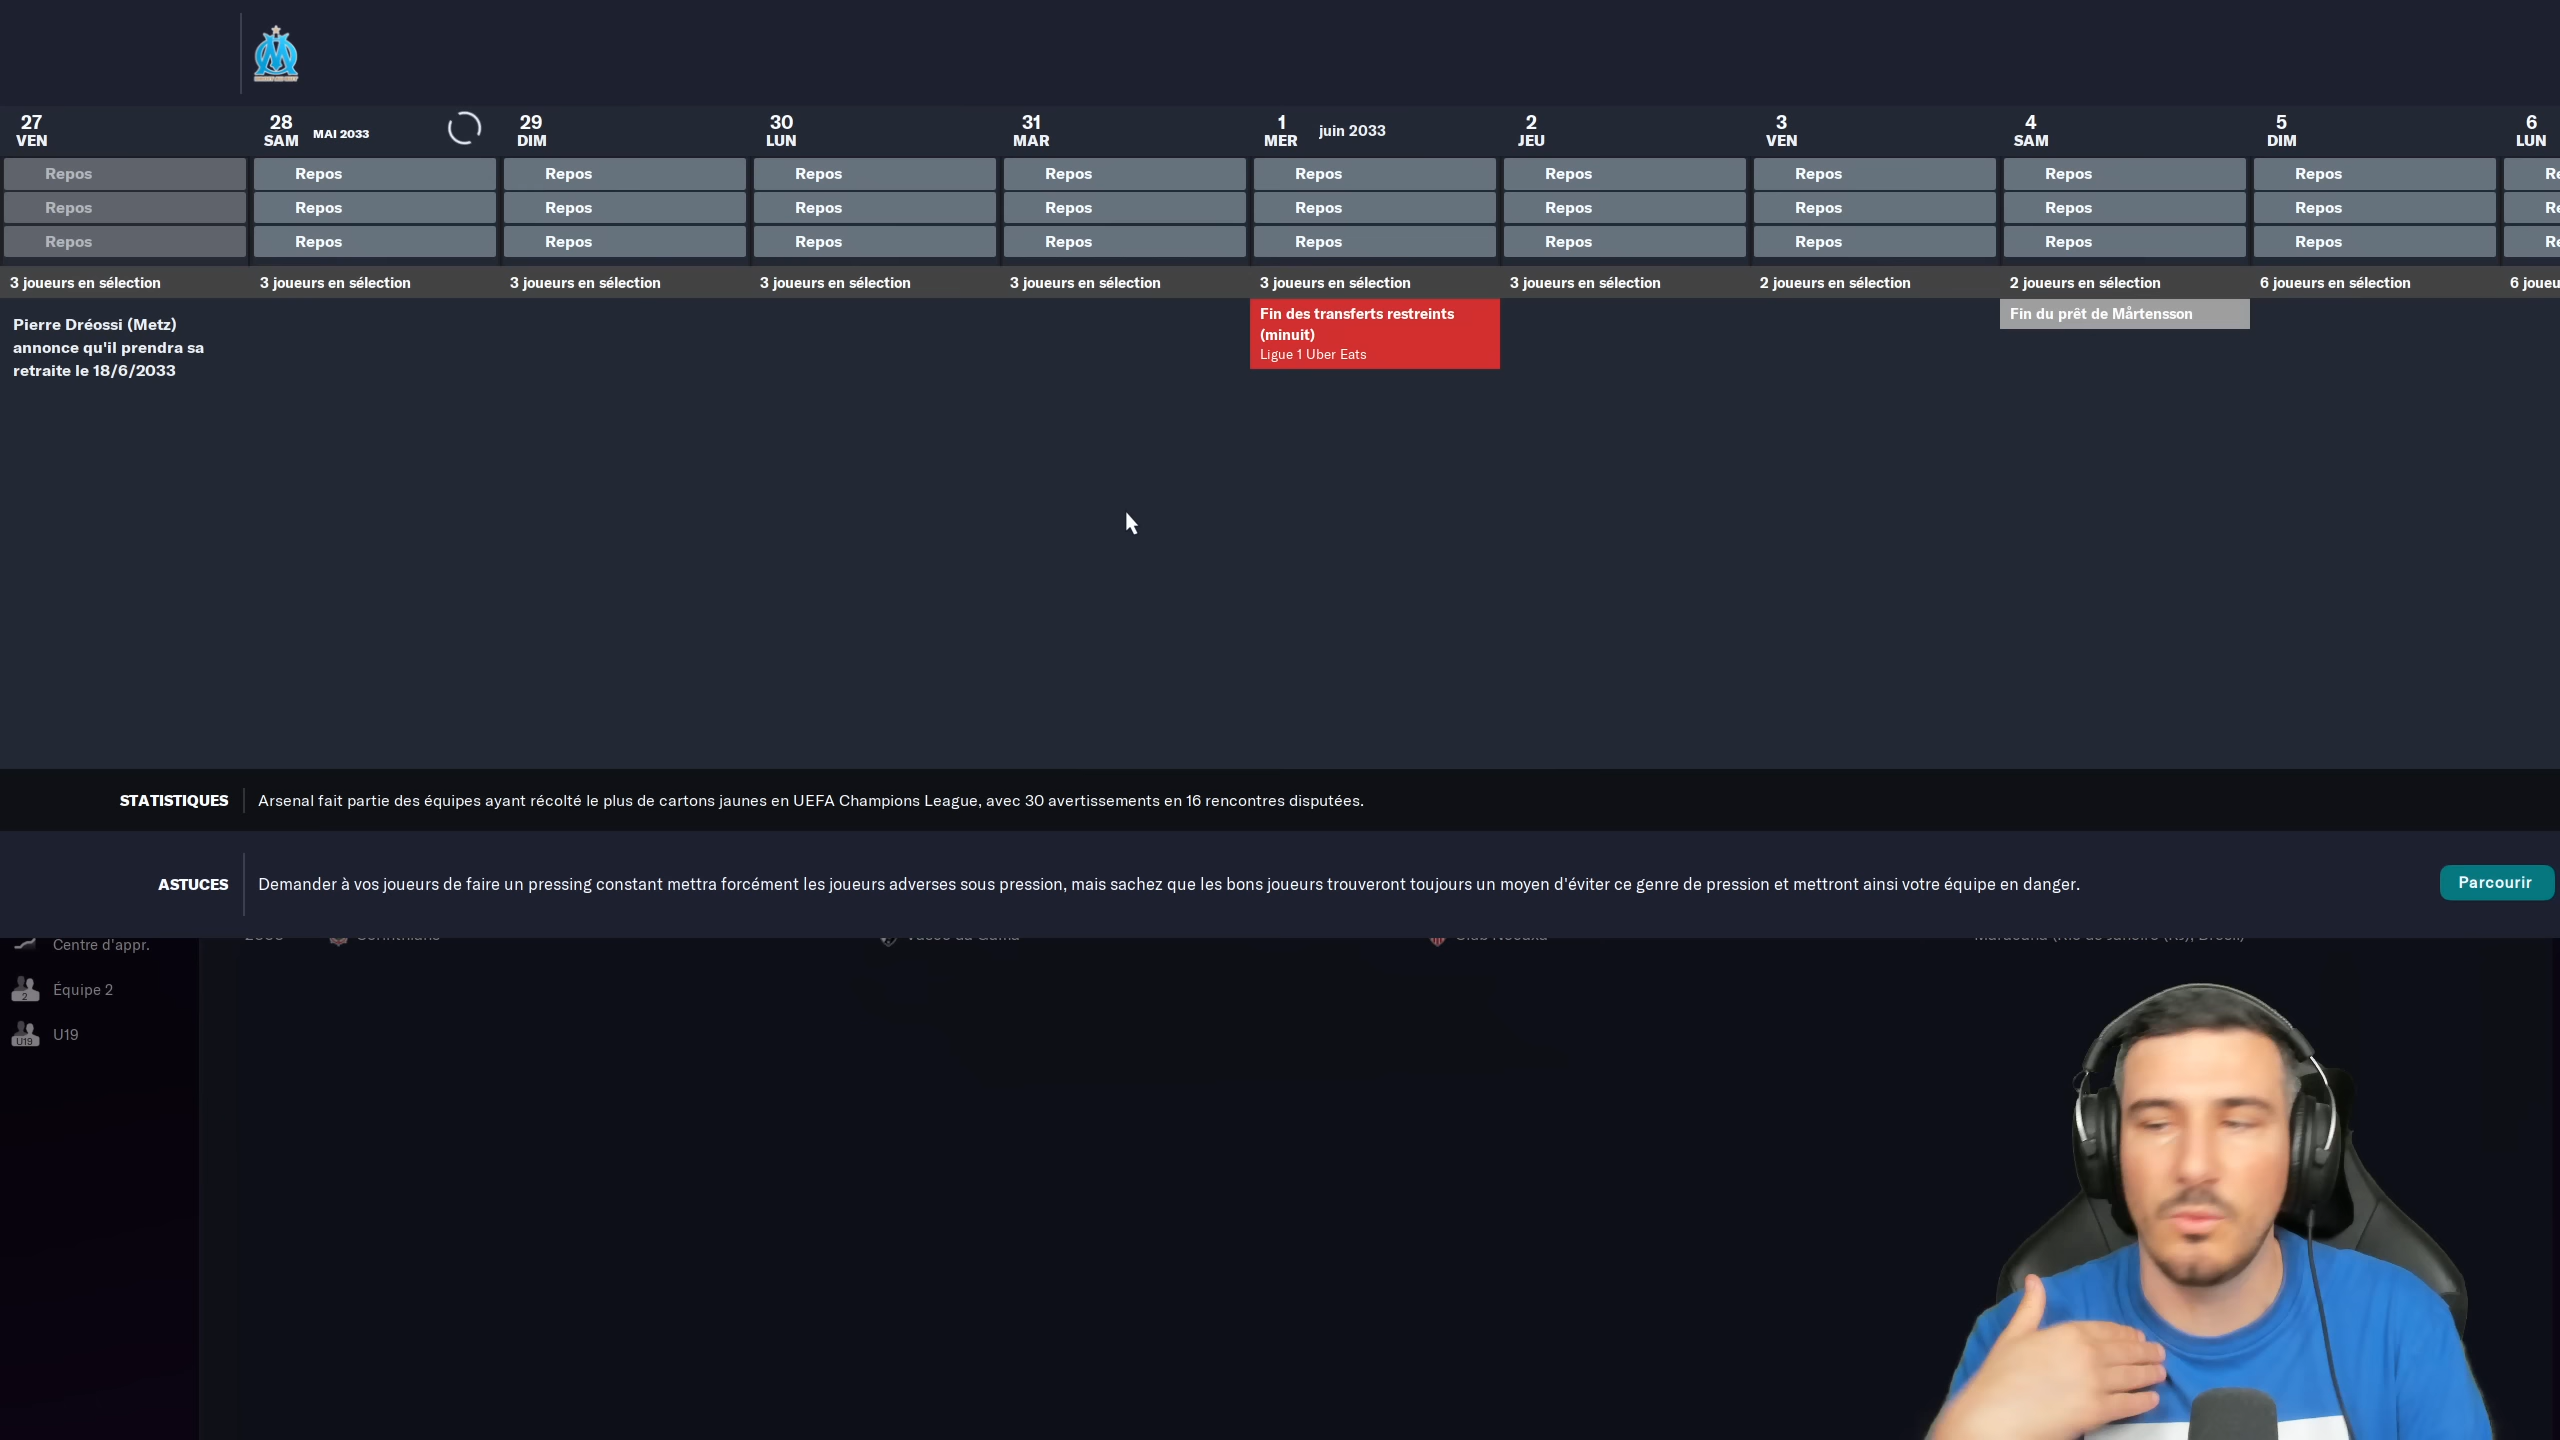 27
VEN
28
SAM MAI 2033
29
DIM
30
LUN
31
MAR
1
MER juin 2033
2
JEU
3
VEN
4
SAM
5
DIM
6
LUN
Repos Repos Repos Repos Repos Repos Repos Repos Repos Repos
Repos Repos Repos Repos Repos Repos Repos Repos Repos Repos
Repos Repos Repos Repos Repos Repos Repos Repos Repos Repos
3 joueurs en sélection 3 joueurs en sélection 3 joueurs en sélection 3 joueurs en sélection 3 joueurs en sélection 3 joueurs en sélection 3 joueurs en sélection 2 joueurs en sélection 2 joueurs en sélection 6 joueurs en sélection 6
Pierre Dréossi (Metz)
annonce qu'il prendra sa
retraite le 18/6/2033
Fin des transferts restreints
(minuit)
Ligue 1 Uber Eats
Fin du prêt de Mårtensson
STATISTIQUES
Arsenal fait partie des équipes ayant récolté le plus de cartons jaunes en UEFA Champions League, avec 30 avertissements en 16 rencontres disputées.
ASTUCES
Demander à vos joueurs de faire un pressing constant mettra forcément les joueurs adverses sous pression, mais sachez que les bons joueurs trouveront toujours un moyen d'éviter ce genre de pression et mettront ainsi votre équipe en danger.
Parcourir
Centre d'appr.
2
Équipe 2
U19
U19